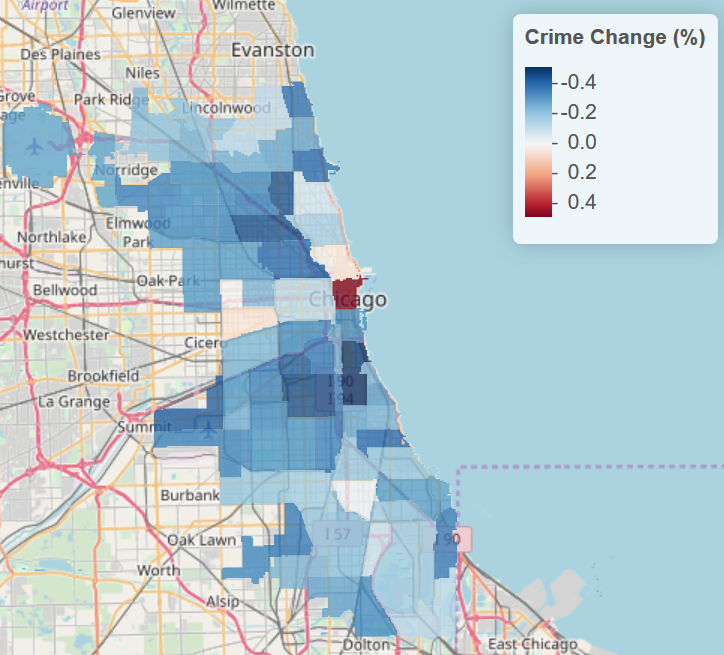 Airport
Wilmette
Glenview
Evanston
Des Plaines
Niles
Park Ridge
Lincolnwood
Norridge
Elmwood
Park
Northlake
Oak Park
Bellwood
Chicago
Westchester
Cicero
Brookfield
I 90
I 94
La Grange
Summit
Burbank
I 57
I 90
Oak Lawn
Worth
Alsip
Dolton
East Chicago
Crime Change (%)
-0.4
-0.2
0.0
0.2
0.4